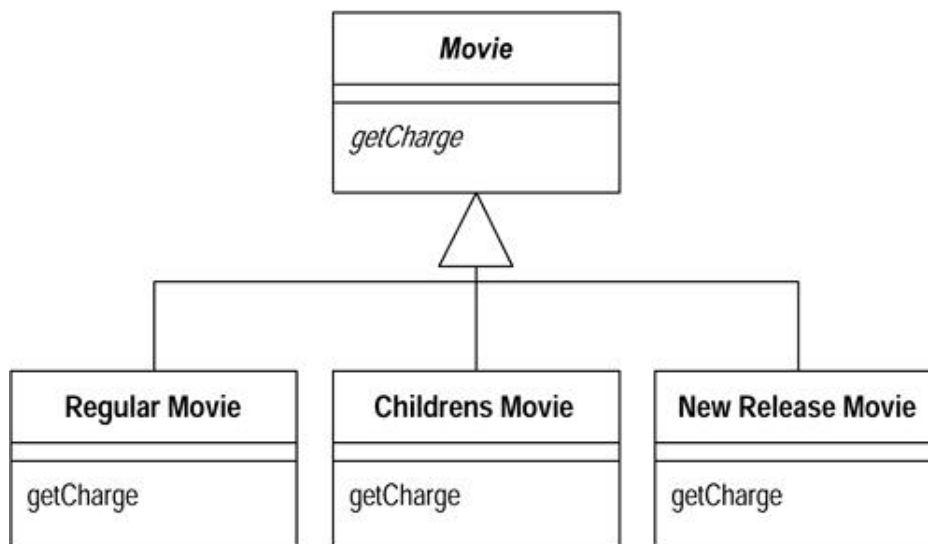 Movie
getCharge
Regular Movie
Childrens Movie
New Release Movie
getCharge
getCharge
getCharge